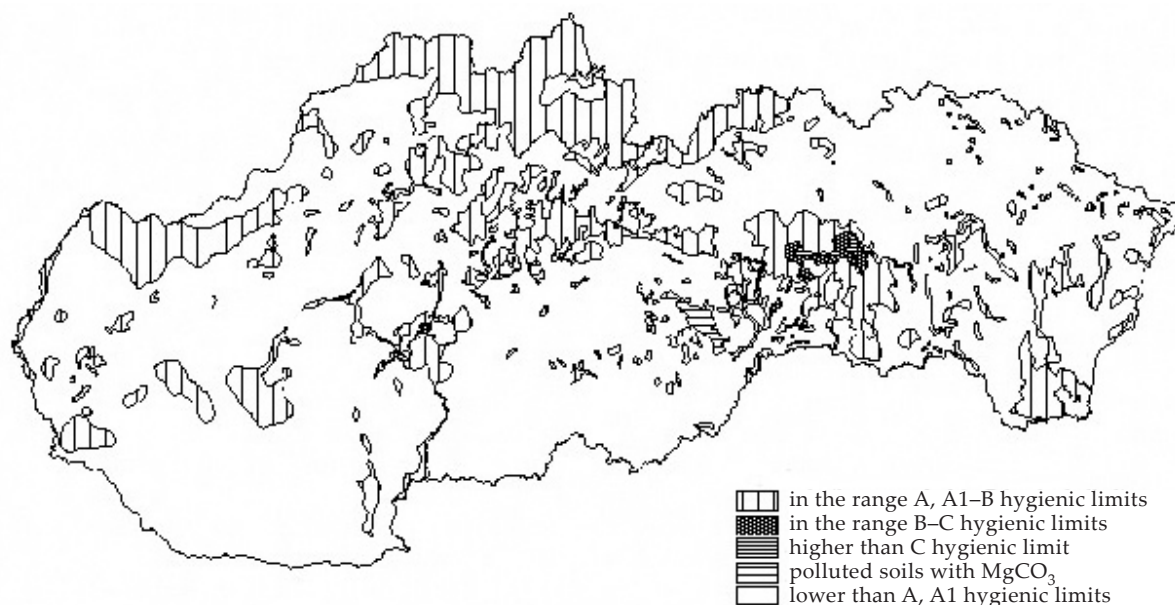 in the range A, A1–B hygienic limits
in the range B–C hygienic limits
higher than C hygienic limit
polluted soils with MgCO₃
lower than A, A1 hygienic limits